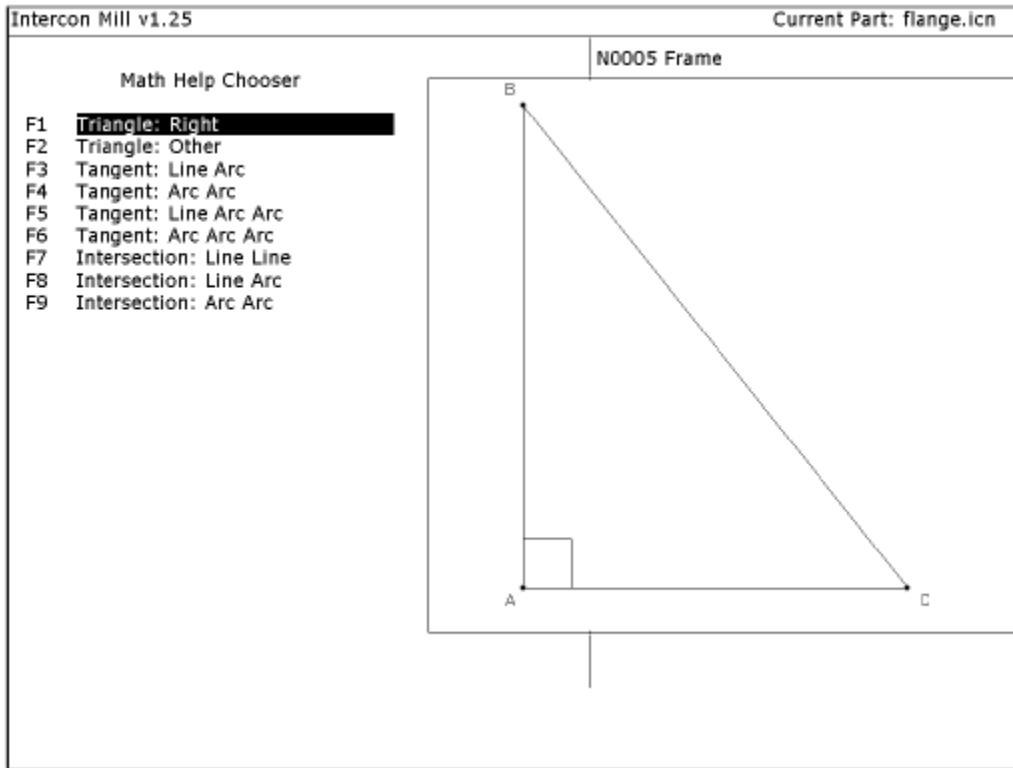 Intercon Mill v1.25 Current Part: flange.icn
N0005 Frame
Math Help Chooser
F1 Triangle: Right
F2 Triangle: Other
F3 Tangent: Line Arc
F4 Tangent: Arc Arc
F5 Tangent: Line Arc Arc
F6 Tangent: Arc Arc Arc
F7 Intersection: Line Line
F8 Intersection: Line Arc
F9 Intersection: Arc Arc
B
A
C